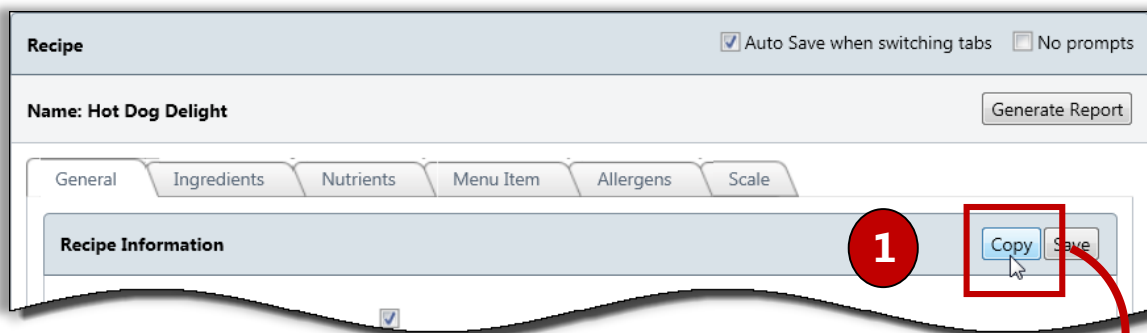 Recipe Auto Save when switching tabs No prompts
Name: Hot Dog Delight Generate Report
General Ingredients Nutrients Menu Item Allergens Scale
Recipe Information 1 Copy Save